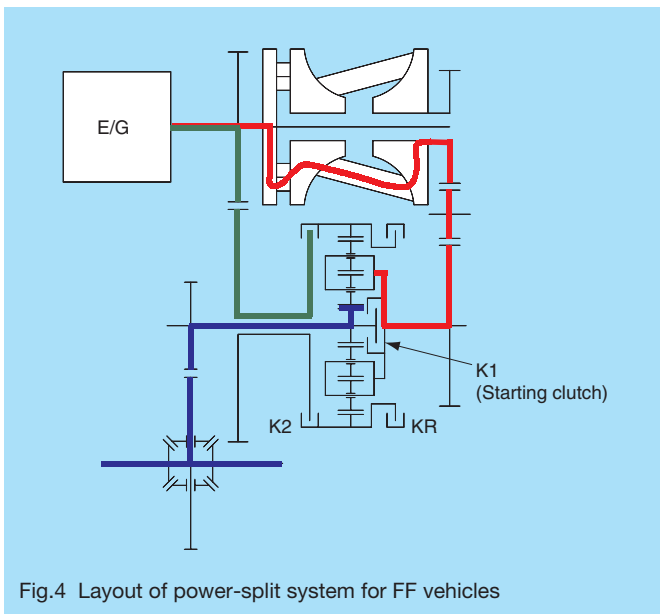 E/G
K1
(Starting clutch)
K2 KR
Fig.4 Layout of power-split system for FF vehicles